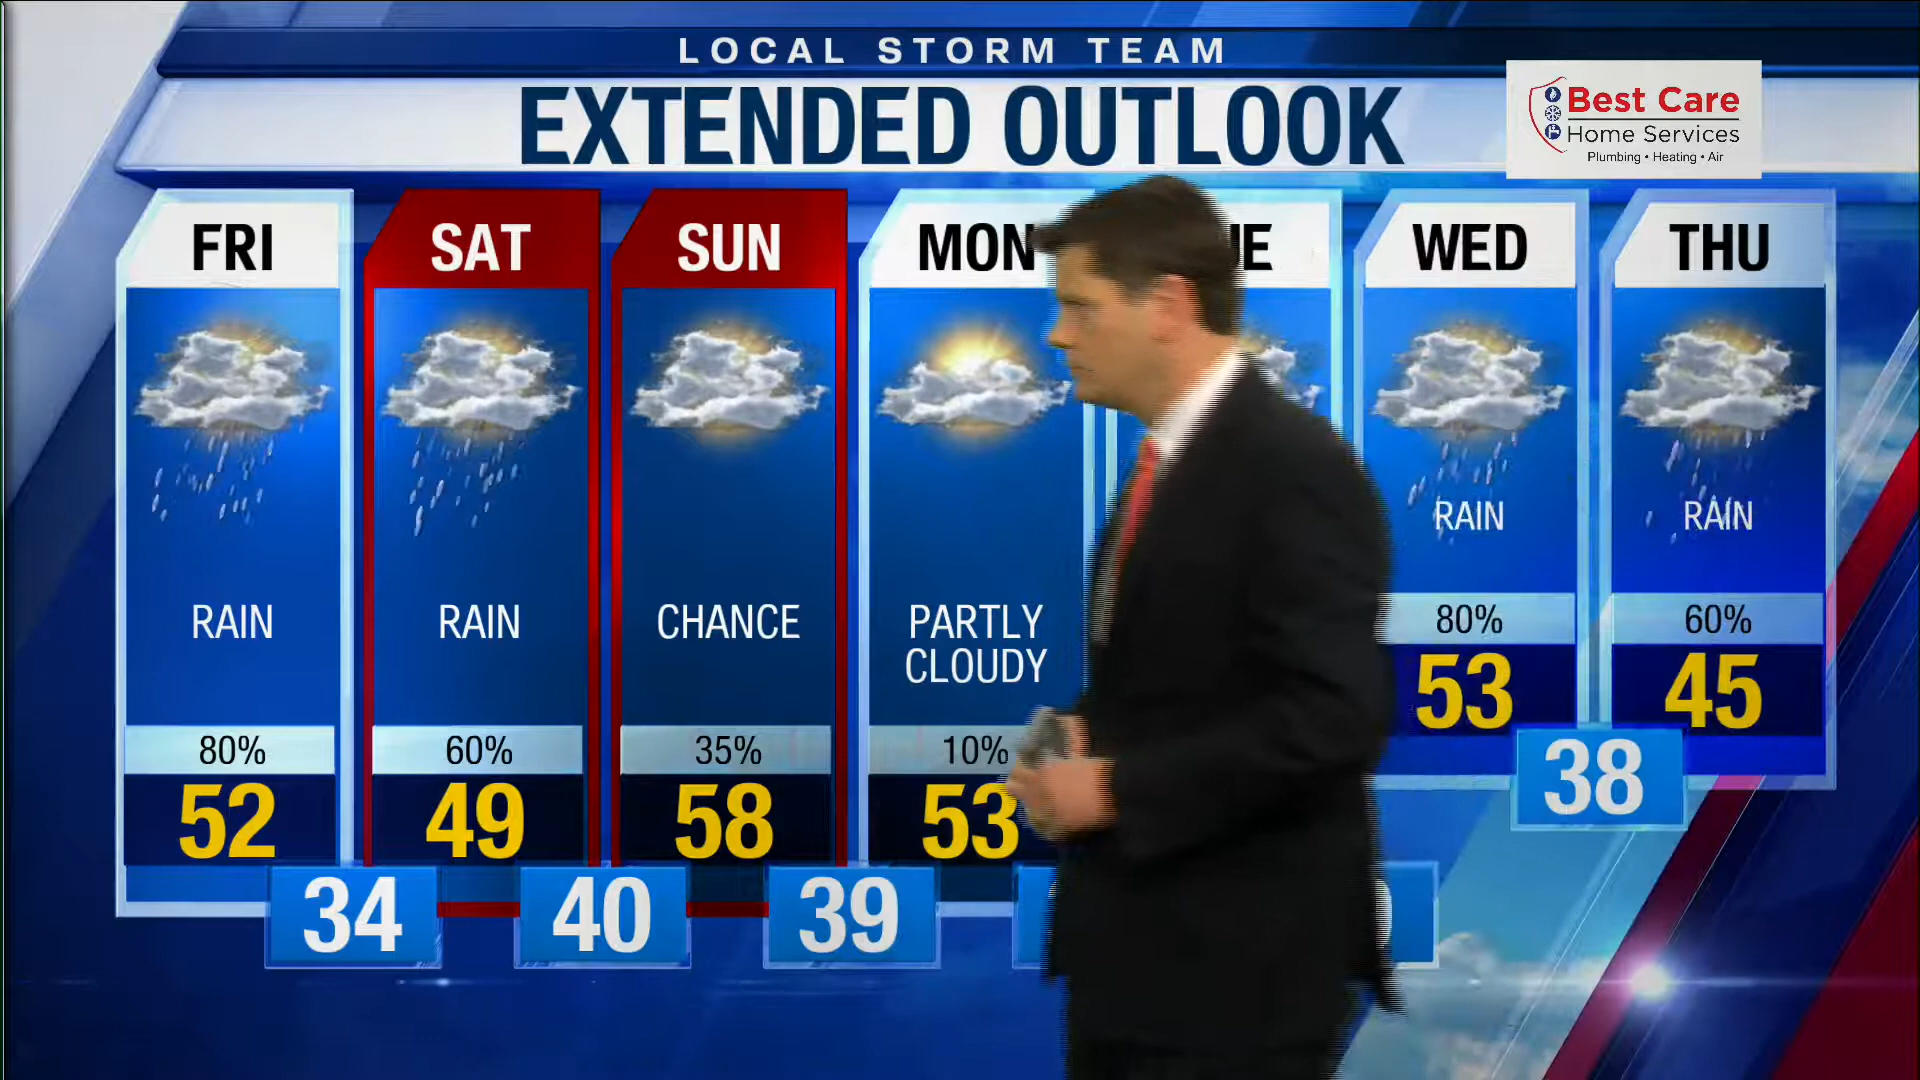 LOCAL STORM TEAM
EXTENDED OUTLOOK
Best Care
Home Services
Plumbing • Heating • Air
FRI
SAT
SUN
MON
WED
THU
RAIN
RAIN
CHANCE
PARTLY
CLOUDY
RAIN
RAIN
80%
60%
35%
10%
80%
60%
52
49
58
53
53
45
34
40
39
38